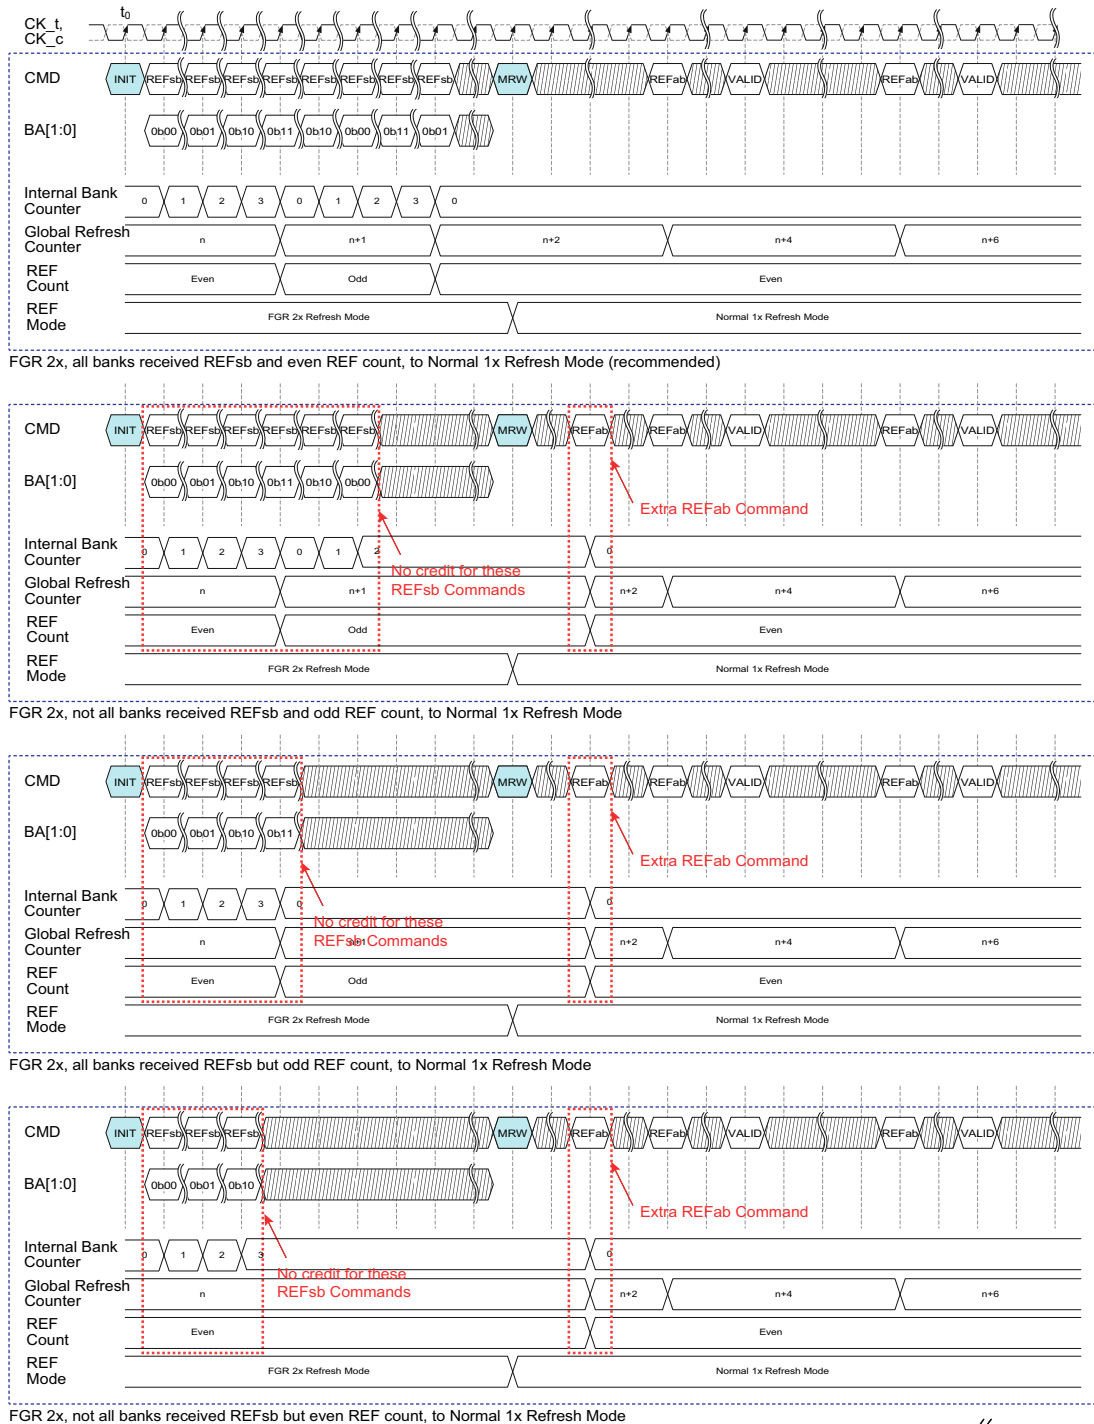 t0
CK_t,
CK_c
CMD INIT REFsb REFsb REFsb REFsb REFsb REFsb REFsb REFsb MRW REFab VALID REFab VALID
BA[1:0] 0b00 0b01 0b10 0b11 0b10 0b00 0b11 0b01
Internal Bank
Counter 0 1 2 3 0 1 2 3 0
Global Refresh
Counter n n+1 n+2 n+4 n+6
REF
Count Even Odd Even
REF
Mode FGR 2x Refresh Mode Normal 1x Refresh Mode
FGR 2x, all banks received REFsb and even REF count, to Normal 1x Refresh Mode (recommended)
CMD INIT REFsb REFsb REFsb REFsb REFsb REFsb MRW REFab REFab VALID REFab VALID
BA[1:0] 0b00 0b01 0b10 0b11 0b10 0b00
Extra REFab Command
Internal Bank
Counter 0 1 2 3 0 1 2 0
No credit for these
REFsb Commands
Global Refresh
Counter n n+1 n+2 n+4 n+6
REF
Count Even Odd Even
REF
Mode FGR 2x Refresh Mode Normal 1x Refresh Mode
FGR 2x, not all banks received REFsb and odd REF count, to Normal 1x Refresh Mode
CMD INIT REFsb REFsb REFsb REFsb MRW REFab REFab VALID REFab VALID
BA[1:0] 0b00 0b01 0b10 0b11
Extra REFab Command
Internal Bank
Counter 0 1 2 3 0 0
No credit for these
REFsb Commands
Global Refresh
Counter n n+1 n+2 n+4 n+6
REF
Count Even Odd Even
REF
Mode FGR 2x Refresh Mode Normal 1x Refresh Mode
FGR 2x, all banks received REFsb but odd REF count, to Normal 1x Refresh Mode
CMD INIT REFsb REFsb REFsb MRW REFab REFab VALID REFab VALID
BA[1:0] 0b00 0b01 0b10
Extra REFab Command
Internal Bank
Counter 0 1 2 3 0
No credit for these
REFsb Commands
Global Refresh
Counter n n+2 n+4 n+6
REF
Count Even Even
REF
Mode FGR 2x Refresh Mode Normal 1x Refresh Mode
FGR 2x, not all banks received REFsb but even REF count, to Normal 1x Refresh Mode